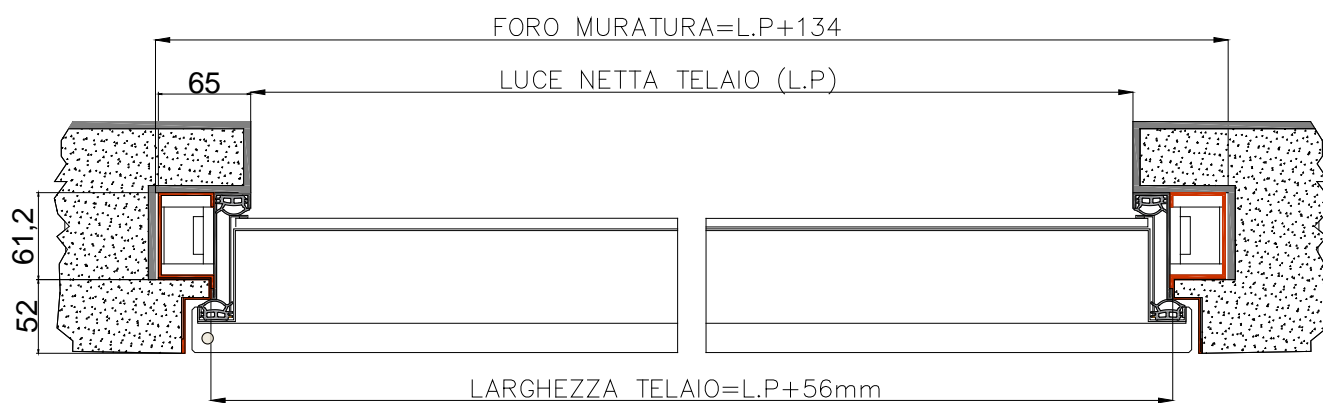 FORO MURATURA=L.P+134
65
LUCE NETTA TELAIO (L.P)
61,2
52
LARGHEZZA TELAIO=L.P+56mm